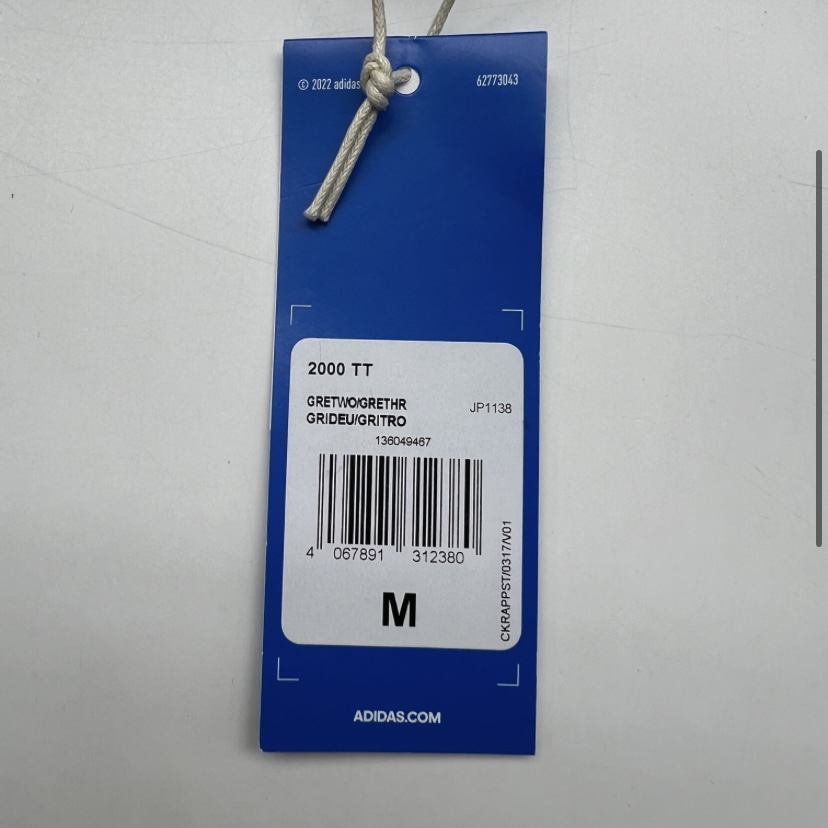 © 2022 adidas
62773043
2000 TT
GRETWO/GRETHR
JP1138
GRIDEU/GRITRO
136049467
4 067891 312380
CKRAPPST/0317/V01
M
ADIDAS.COM